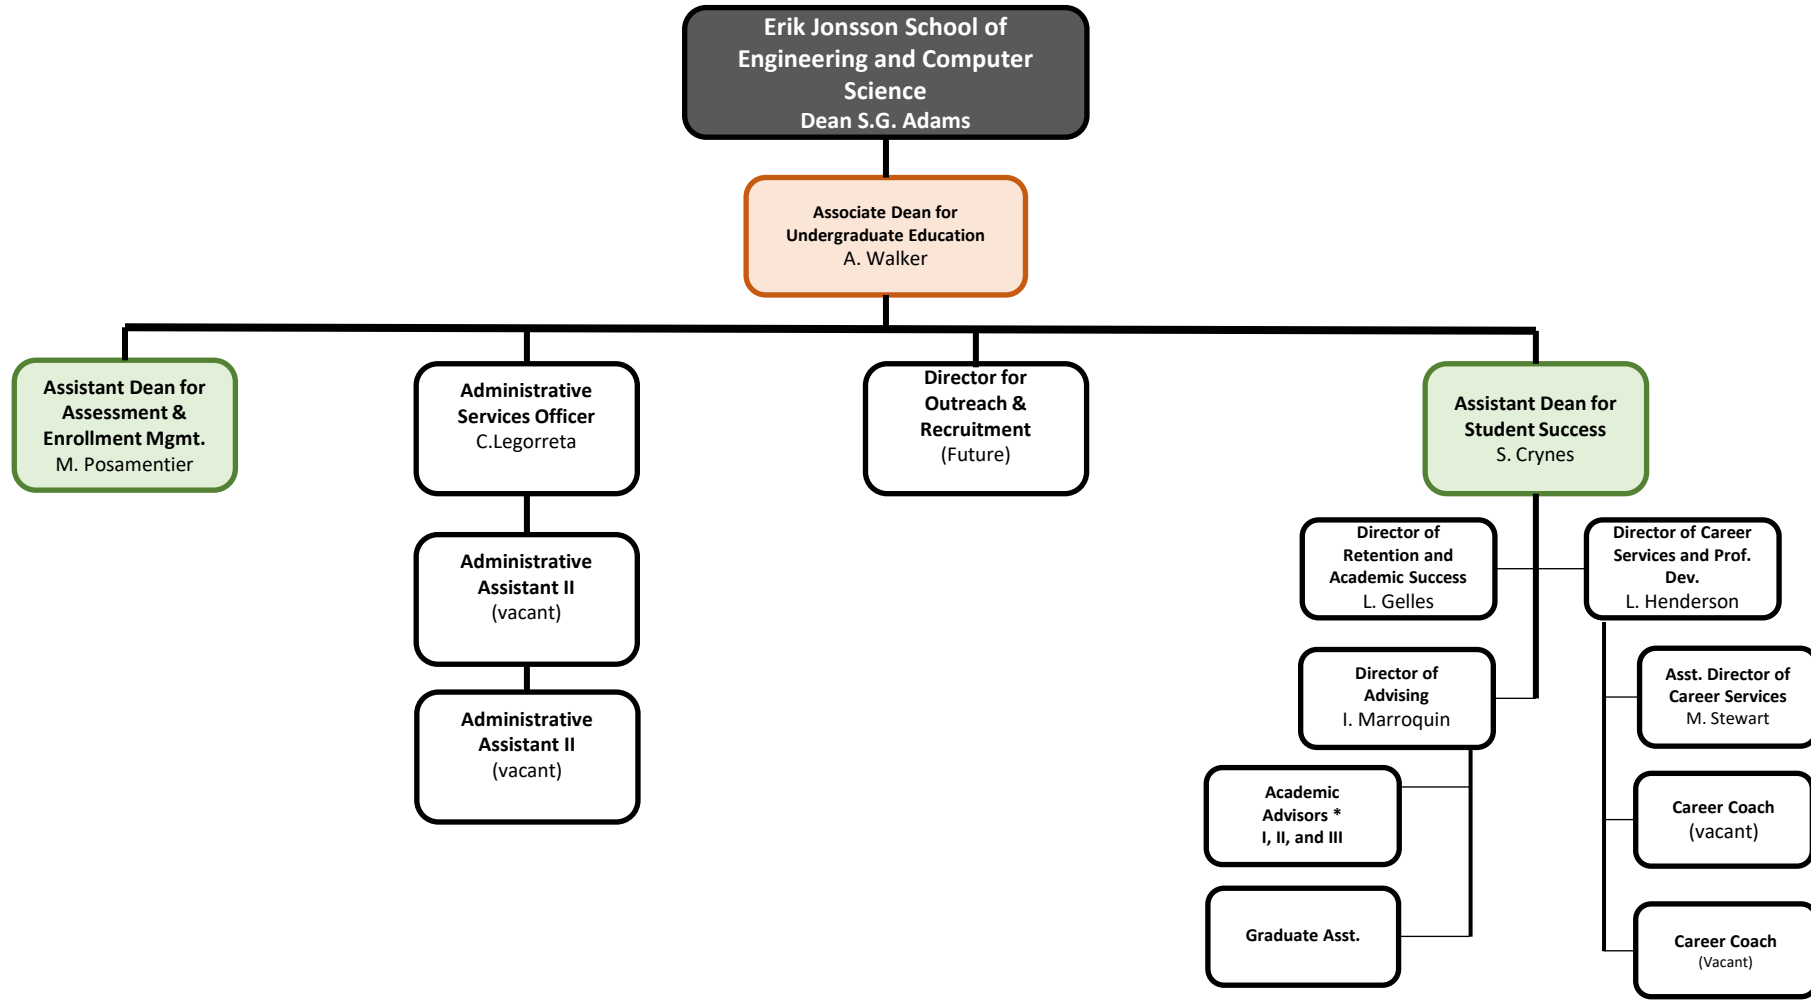 Erik Jonsson School of
Engineering and Computer
Science
Dean S.G. Adams
Associate Dean for
Undergraduate Education
A. Walker
Assistant Dean for
Assessment &
Enrollment Mgmt.
M. Posamentier
Administrative
Services Officer
C.Legorreta
Director for
Outreach &
Recruitment
(Future)
Assistant Dean for
Student Success
S. Crynes
Administrative
Assistant II
(vacant)
Administrative
Assistant II
(vacant)
Director of
Retention and
Academic Success
L. Gelles
Director of Career
Services and Prof.
Dev.
L. Henderson
Director of
Advising
I. Marroquin
Asst. Director of
Career Services
M. Stewart
Academic
Advisors *
I, II, and III
Career Coach
(vacant)
Graduate Asst.
Career Coach
(Vacant)